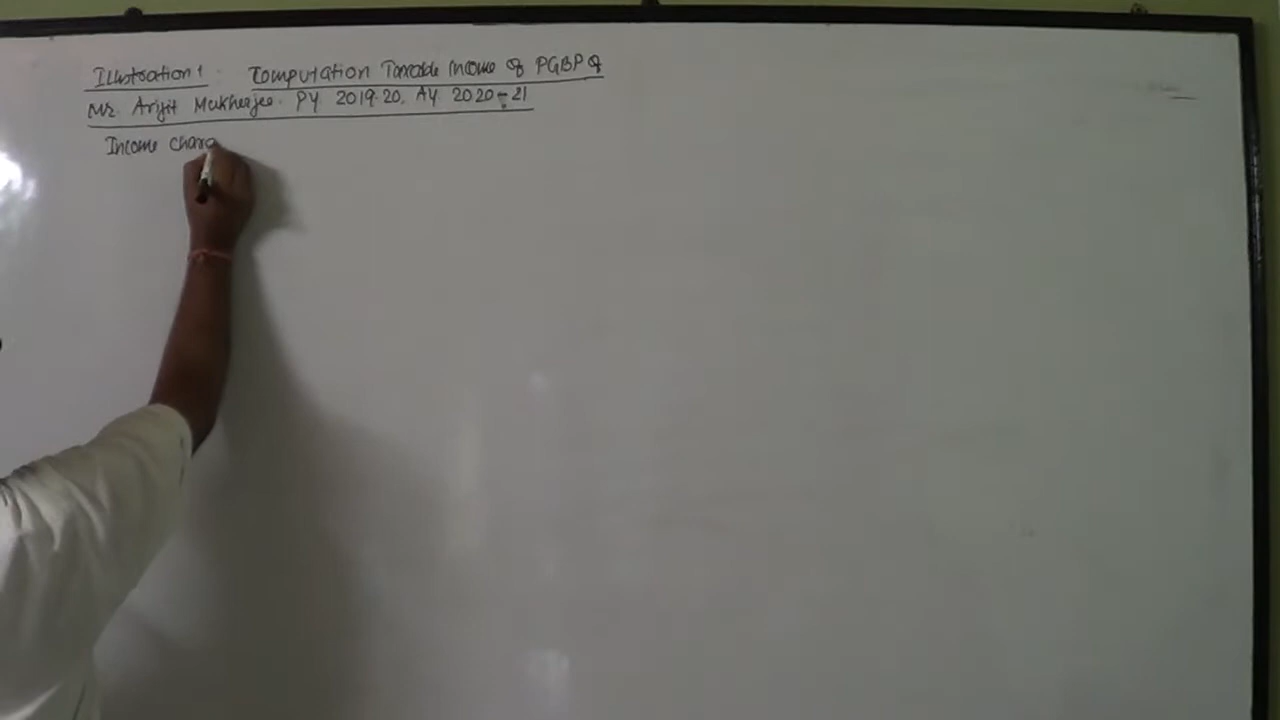 Illustration 1 Computation Taxable Income of PGBP of
Mr. Arijit Mukherjee. PY 2019-20. AY. 2020-21
Income charg